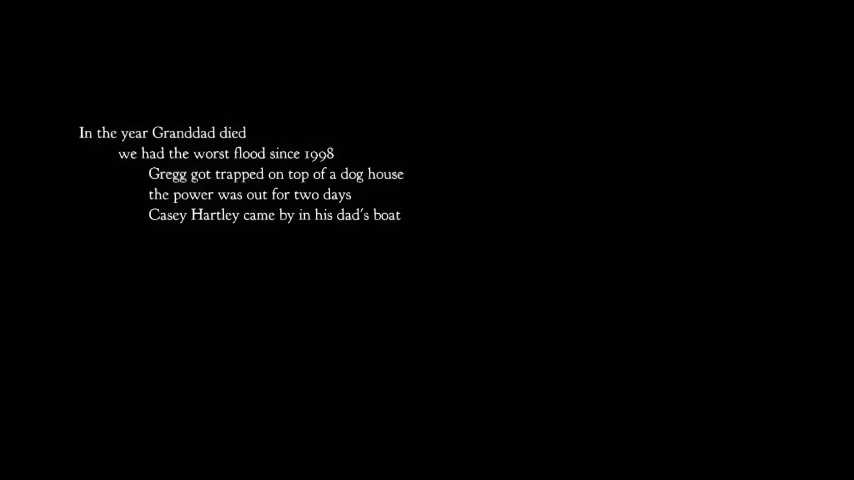 In the year Granddad died
we had the worst flood since 1998
Gregg got trapped on top of a dog house
the power was out for two days
Casey Hartley came by in his dad's boat